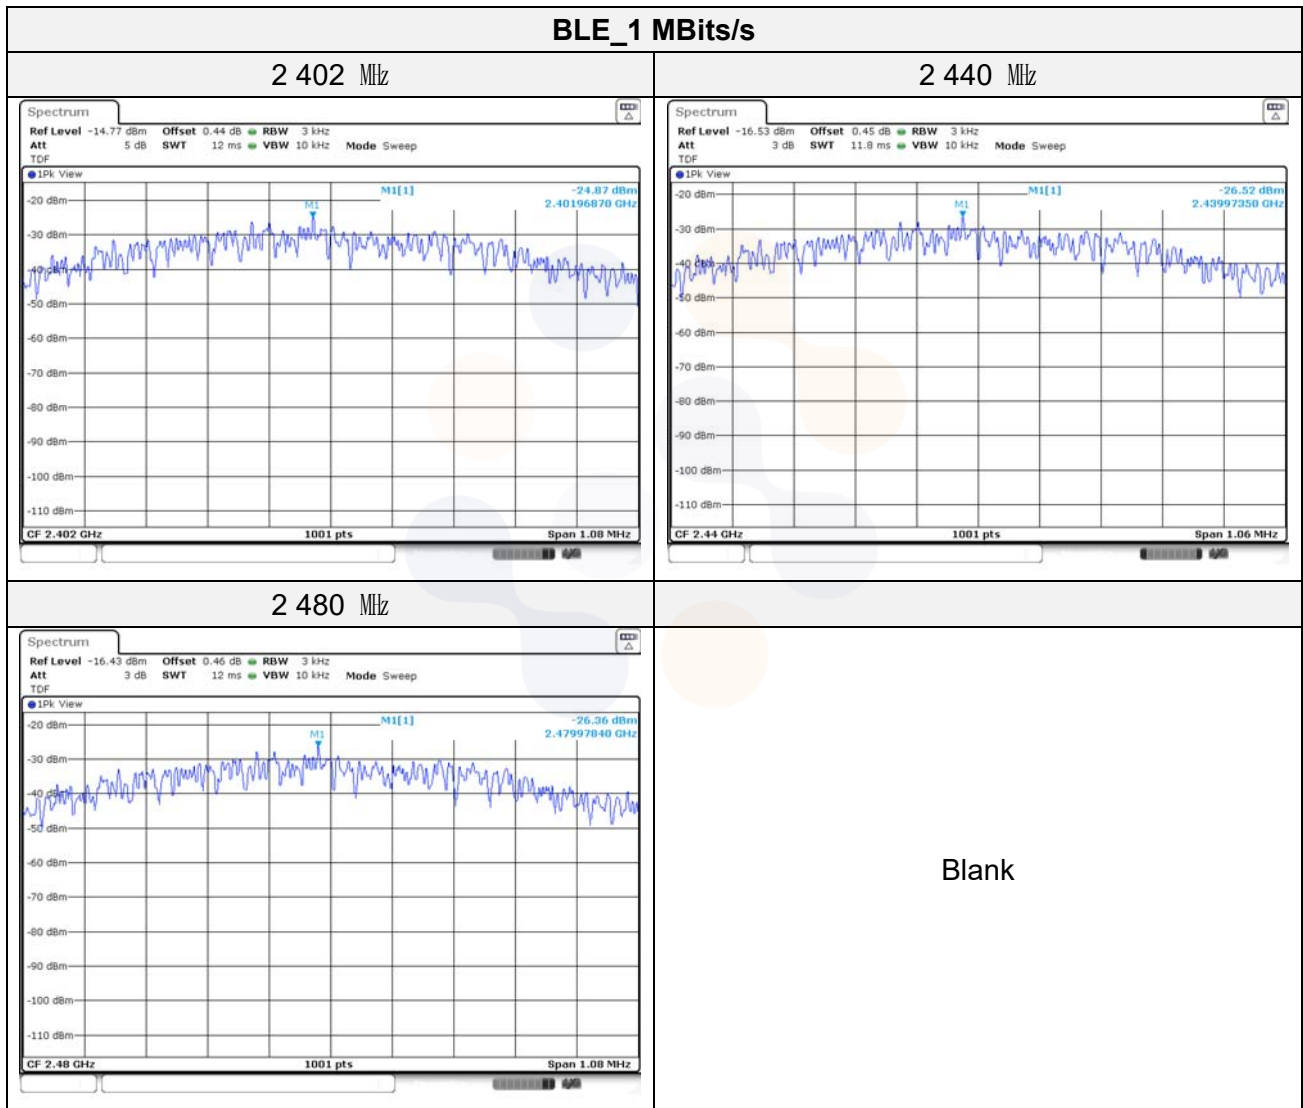 BLE_1 MBits/s
2 402 ㎒
2 440 ㎒
Spectrum
Ref Level -14.77 dBm Offset 0.44 dB RBW 3 kHz
Att 5 dB SWT 12 ms VBW 10 kHz Mode Sweep
TDF
1Pk View
M1[1] -24.87 dBm
2.40196870 GHz
M1
-20 dBm
-30 dBm
-40 dBm
-50 dBm
-60 dBm
-70 dBm
-80 dBm
-90 dBm
-100 dBm
-110 dBm
CF 2.402 GHz 1001 pts Span 1.08 MHz
Spectrum
Ref Level -16.53 dBm Offset 0.45 dB RBW 3 kHz
Att 3 dB SWT 11.8 ms VBW 10 kHz Mode Sweep
TDF
1Pk View
M1[1] -26.52 dBm
2.43997350 GHz
M1
-20 dBm
-30 dBm
-40 dBm
-50 dBm
-60 dBm
-70 dBm
-80 dBm
-90 dBm
-100 dBm
-110 dBm
CF 2.44 GHz 1001 pts Span 1.06 MHz
2 480 ㎒
Spectrum
Ref Level -16.43 dBm Offset 0.46 dB RBW 3 kHz
Att 3 dB SWT 12 ms VBW 10 kHz Mode Sweep
TDF
1Pk View
M1[1] -26.36 dBm
2.47997840 GHz
M1
-20 dBm
-30 dBm
-40 dBm
-50 dBm
-60 dBm
-70 dBm
-80 dBm
-90 dBm
-100 dBm
-110 dBm
CF 2.48 GHz 1001 pts Span 1.08 MHz
Blank